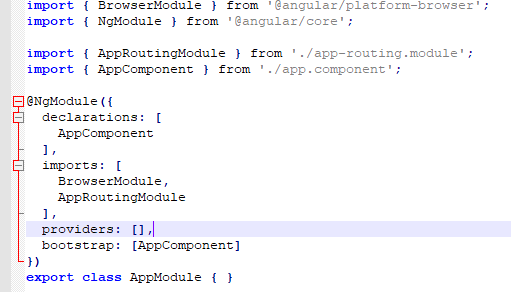 import { BrowserModule } from '@angular/platform-browser';
import { NgModule } from '@angular/core';

import { AppRoutingModule } from './app-routing.module';
import { AppComponent } from './app.component';

@NgModule({
  declarations: [
    AppComponent
  ],
  imports: [
    BrowserModule,
    AppRoutingModule
  ],
  providers: [],
  bootstrap: [AppComponent]
})
export class AppModule { }